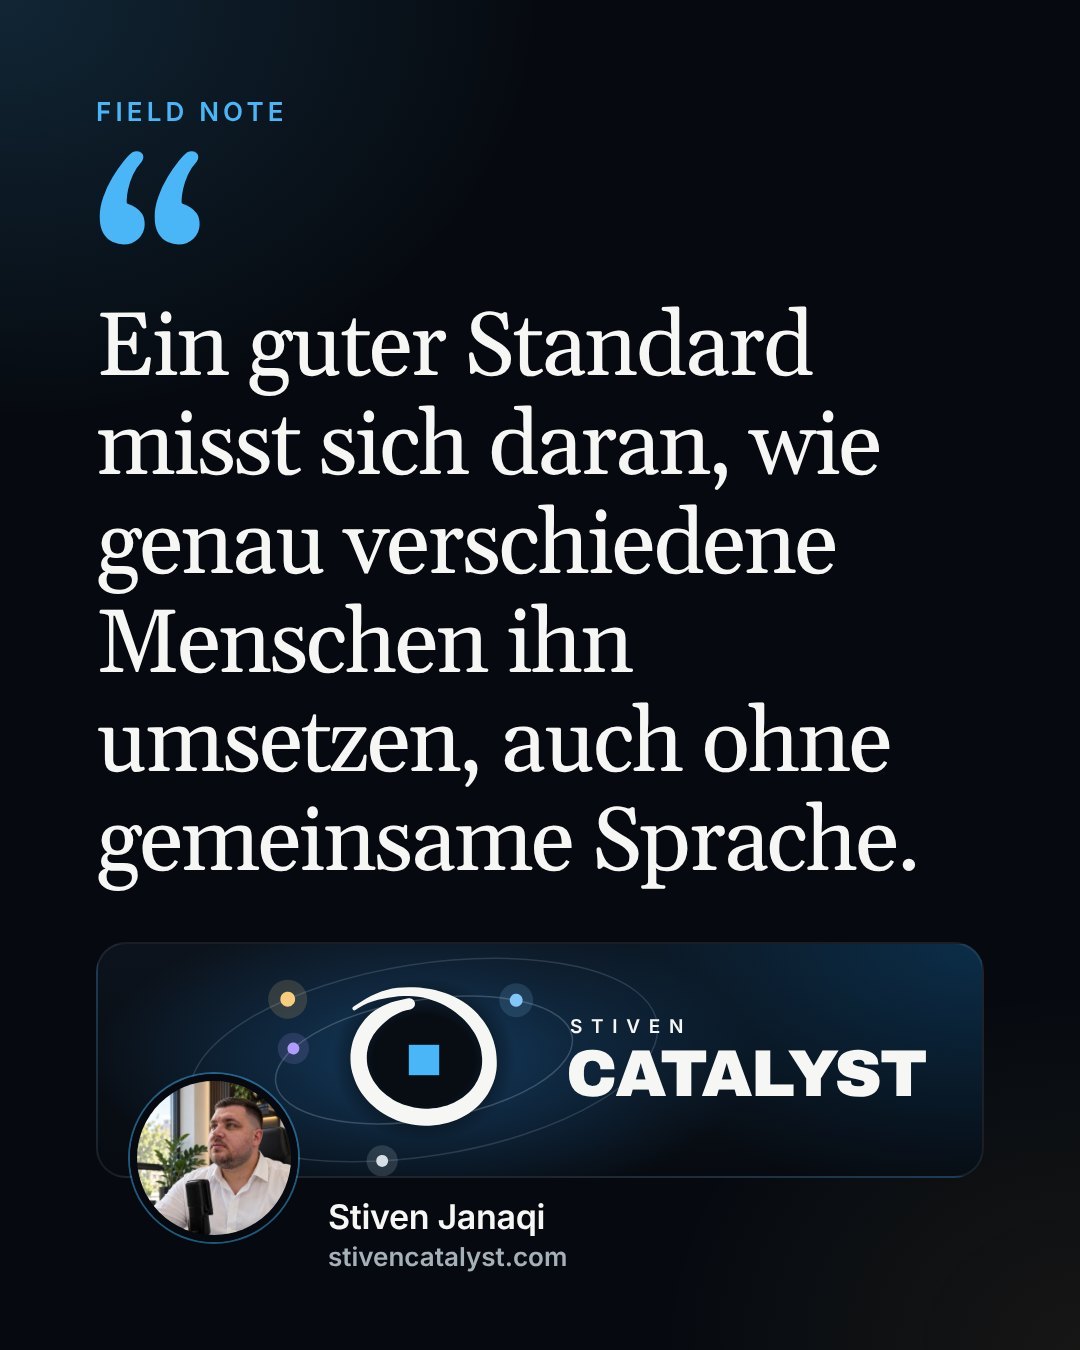 FIELD NOTE
“
Ein guter Standard
misst sich daran, wie
genau verschiedene
Menschen ihn
umsetzen, auch ohne
gemeinsame Sprache.
STIVEN
CATALYST
Stiven Janaqi
stivencatalyst.com